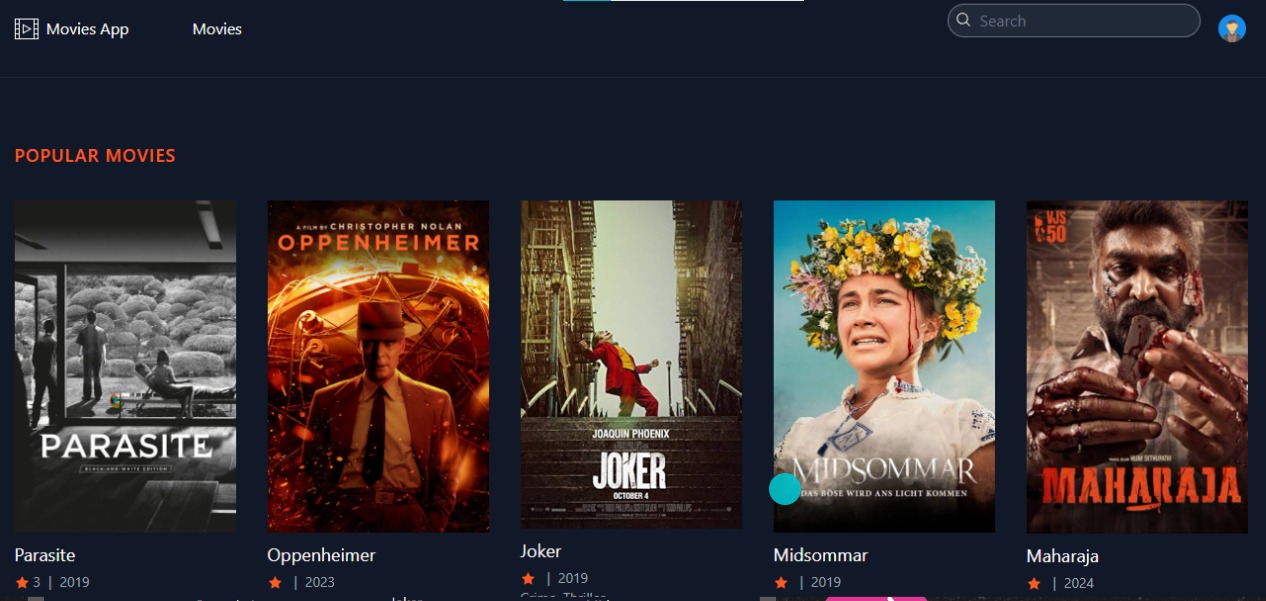 Movies App
Movies
Search
POPULAR MOVIES
PARASITE
BLACK-AND-WHITE EDITION
A FILM BY CHRISTOPHER NOLAN
OPPENHEIMER
JOAQUIN PHOENIX
JOKER
OCTOBER 4
MIDSOMMAR
DAS BÖSE WIRD ANS LICHT KOMMEN
VJS
50
MAHARAJA
Parasite
3 | 2019
Oppenheimer
| 2023
Joker
| 2019
Crime, Thriller
Midsommar
| 2019
Maharaja
| 2024